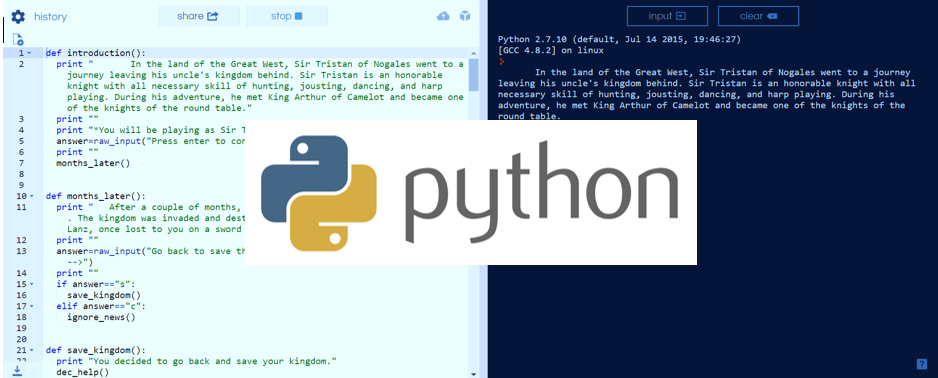 history
share
stop
input
clear
1 def introduction():
2 print "      In the land of the Great West, Sir Tristan of Nogales went to a
journey leaving his uncle's kingdom behind. Sir Tristan is an honorable
knight with all necessary skill of hunting, jousting, dancing, and harp
playing. During his adventure, he met King Arthur of Camelot and became one
of the knights of the round table."
3 print ""
4 print "*You will be playing as Sir
5 answer=raw_input("Press enter to
6 print ""
7 months_later()
8
9
10 def months_later():
11 print "   After a couple of months,
. The kingdom was invaded and
Lanz, once lost to you on a sword
12 print ""
13 answer=raw_input("Go back to save
-->")
14 print ""
15 if answer=="s":
16 save_kingdom()
17 elif answer=="c":
18 ignore_news()
19
20
21 def save_kingdom():
22 print "You decided to go back and save your kingdom."
dec_help()
Python 2.7.10 (default, Jul 14 2015, 19:46:27)
[GCC 4.8.2] on linux
In the land of the Great West, Sir Tristan of Nogales went to a journey
leaving his uncle's kingdom behind. Sir Tristan is an honorable knight with all
necessary skill of hunting, jousting, dancing, and harp playing. During his
adventure, he met King Arthur of Camelot and became one of the knights of the
round table.
python
?